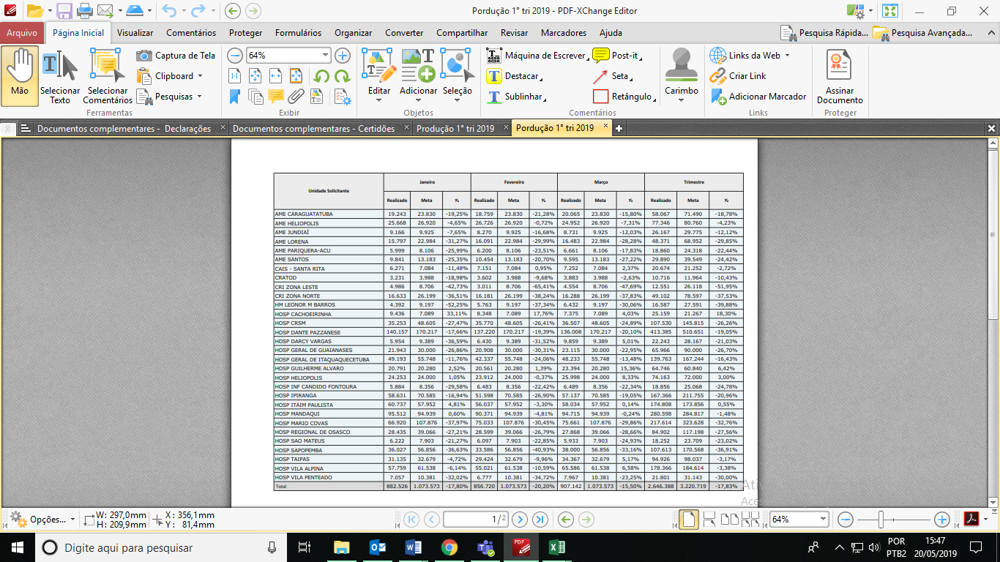 Pordução 1° tri 2019 - PDF-XChange Editor
Arquivo Página Inicial Visualizar Comentários Proteger Formulários Organizar Converter Compartilhar Revisar Marcadores Ajuda Pesquisa Rápida... Pesquisa Avançada...
Mão
Selecionar Texto
Selecionar Comentários
Captura de Tela
Clipboard
Pesquisas
Ferramentas
64%
Exibir
Editar Adicionar Seleção
Objetos
Máquina de Escrever Post-it
Destacar Seta
Sublinhar Retângulo
Carimbo
Comentários
Links da Web
Criar Link
Adicionar Marcador
Links
Assinar Documento
Proteger
Documentos complementares - Declarações Documentos complementares - Certidões Produção 1° tri 2019 Pordução 1° tri 2019
Unidade Solicitante Janeiro Fevereiro Março Trimestre
Realizado Meta % Realizado Meta % Realizado Meta % Realizado Meta %
AME CARAGUATATUBA 19.243 23.830 -19,25% 18.759 23.830 -21,28% 20.065 23.830 -15,80% 58.067 71.490 -18,78%
AME HELIOPOLIS 25.668 26.920 -4,65% 26.726 26.920 -0,72% 24.952 26.920 -7,31% 77.346 80.760 -4,23%
AME JUNDIAÍ 9.166 9.925 -7,65% 8.270 9.925 -16,68% 8.731 9.925 -12,03% 26.167 29.775 -12,12%
AME LORENA 15.797 22.984 -31,27% 16.091 22.984 -29,99% 16.483 22.984 -28,28% 48.371 68.952 -29,85%
AME PARIQUERA-ACU 5.999 8.106 -25,99% 6.200 8.106 -23,51% 6.661 8.106 -17,83% 18.860 24.318 -22,44%
AME SANTOS 9.841 13.183 -25,35% 10.454 13.183 -20,70% 9.595 13.183 -27,22% 29.890 39.549 -24,42%
CAIS - SANTA RITA 6.271 7.084 -11,48% 7.151 7.084 0,95% 7.252 7.084 2,37% 20.674 21.252 -2,72%
CRATOD 3.231 3.988 -18,98% 3.602 3.988 -9,68% 3.883 3.988 -2,63% 10.716 11.964 -10,43%
CRI ZONA LESTE 4.986 8.706 -42,73% 3.011 8.706 -65,41% 4.554 8.706 -47,69% 12.551 26.118 -51,95%
CRI ZONA NORTE 16.633 26.199 -36,51% 16.181 26.199 -38,24% 16.288 26.199 -37,83% 49.102 78.597 -37,53%
HM LEONOR M BARROS 4.392 9.197 -52,25% 5.763 9.197 -37,34% 6.432 9.197 -30,06% 16.587 27.591 -39,88%
HOSP CACHOEIRINHA 9.436 7.089 33,11% 8.348 7.089 17,76% 7.375 7.089 4,03% 25.159 21.267 18,30%
HOSP CRSM 35.253 48.605 -27,47% 35.770 48.605 -26,41% 36.507 48.605 -24,89% 107.530 145.815 -26,26%
HOSP DANTE PAZZANESE 140.157 170.217 -17,66% 137.220 170.217 -19,39% 136.008 170.217 -20,10% 413.385 510.651 -19,05%
HOSP DARCY VARGAS 5.954 9.389 -36,59% 6.430 9.389 -31,52% 9.859 9.389 5,01% 22.243 28.167 -21,03%
HOSP GERAL DE GUAIANASES 21.943 30.000 -26,86% 20.908 30.000 -30,31% 23.115 30.000 -22,95% 65.966 90.000 -26,70%
HOSP GERAL DE ITAQUAQUECETUBA 49.193 55.748 -11,76% 42.337 55.748 -24,06% 48.233 55.748 -13,48% 139.763 167.244 -16,43%
HOSP GUILHERME ALVARO 20.791 20.280 2,52% 20.561 20.280 1,39% 23.394 20.280 15,36% 64.746 60.840 6,42%
HOSP HELIOPOLIS 24.253 24.000 1,05% 23.912 24.000 -0,37% 25.998 24.000 8,33% 74.163 72.000 3,00%
HOSP INF CANDIDO FONTOURA 5.884 8.356 -29,58% 6.483 8.356 -22,42% 6.489 8.356 -22,34% 18.856 25.068 -24,78%
HOSP IPIRANGA 58.631 70.585 -16,94% 51.598 70.585 -26,90% 57.137 70.585 -19,05% 167.366 211.755 -20,96%
HOSP ITAIM PAULISTA 60.737 57.952 4,81% 56.037 57.952 -3,30% 58.034 57.952 0,14% 174.808 173.856 0,55%
HOSP MANDAQUI 95.512 94.939 0,60% 90.371 94.939 -4,81% 94.715 94.939 -0,24% 280.598 284.817 -1,48%
HOSP MARIO COVAS 66.920 107.876 -37,97% 75.033 107.876 -30,45% 75.661 107.876 -29,86% 217.614 323.628 -32,76%
HOSP REGIONAL DE OSASCO 28.435 39.066 -27,21% 28.599 39.066 -26,79% 27.868 39.066 -28,66% 84.902 117.198 -27,56%
HOSP SAO MATEUS 6.222 7.903 -21,27% 6.097 7.903 -22,85% 5.933 7.903 -24,93% 18.252 23.709 -23,02%
HOSP SAPOPEMBA 36.027 56.856 -36,63% 33.586 56.856 -40,93% 38.000 56.856 -33,16% 107.613 170.568 -36,91%
HOSP TAIPAS 31.135 32.679 -4,72% 29.424 32.679 -9,96% 34.367 32.679 5,17% 94.926 98.037 -3,17%
HOSP VILA ALPINA 57.759 61.538 -6,14% 55.021 61.538 -10,59% 65.586 61.538 6,58% 178.366 184.614 -3,38%
HOSP VILA PENTEADO 7.057 10.381 -32,02% 6.777 10.381 -34,72% 7.967 10.381 -23,25% 21.801 31.143 -30,00%
Total 882.526 1.073.573 -17,80% 856.720 1.073.573 -20,20% 907.142 1.073.573 -15,50% 2.646.388 3.220.719 -17,83%
Opções... W: 297,0mm H: 209,9mm X: 356,1mm Y: 81,4mm 1/2 64%
Digite aqui para pesquisar
POR 15:47
PTB2 20/05/2019